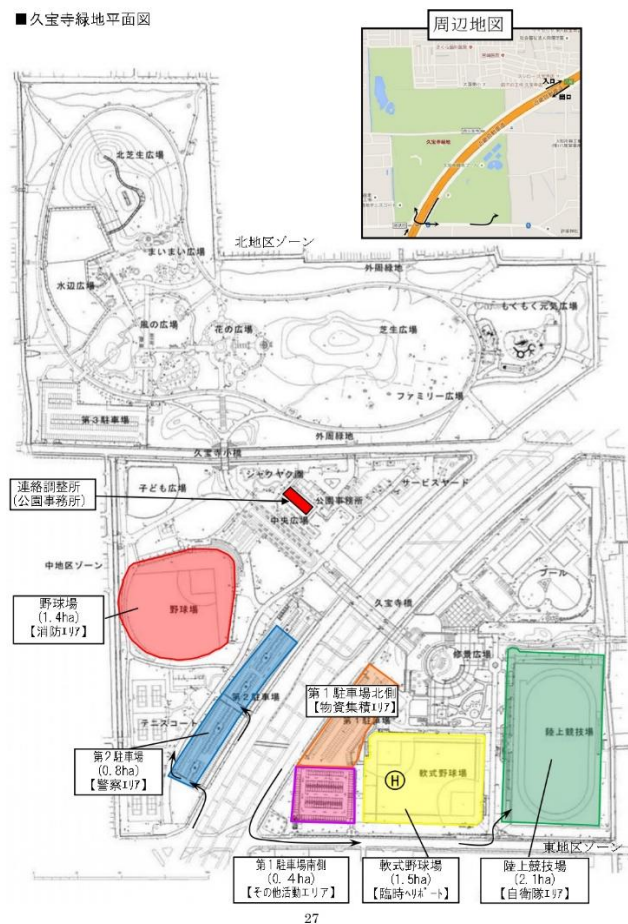 ■久宝寺緑地平面図
周辺地図
入口
出口
久宝寺緑地
北芝生広場
北地区ゾーン
まいまい広場
外周緑地
水辺広場
もくもく元気広場
風の広場
花の広場
芝生広場
ファミリー広場
第3駐車場
外周緑地
久宝寺小橋
シャクヤク園
サービスヤード
連絡調整所
(公園事務所)
子ども広場
公園事務所
中央広場
中地区ゾーン
プール
野球場
久宝寺橋
野球場
(1.4ha)
【消防エリア】
修景広場
第2駐車場
第1駐車場北側
【物資集積エリア】
テニスコート
第1駐車場
陸上競技場
第2駐車場
(0.8ha)
【警察エリア】
H
軟式野球場
東地区ゾーン
第1駐車場南側
(0.4ha)
【その他活動エリア】
軟式野球場
(1.5ha)
【臨時ヘリポート】
陸上競技場
(2.1ha)
【自衛隊エリア】
27